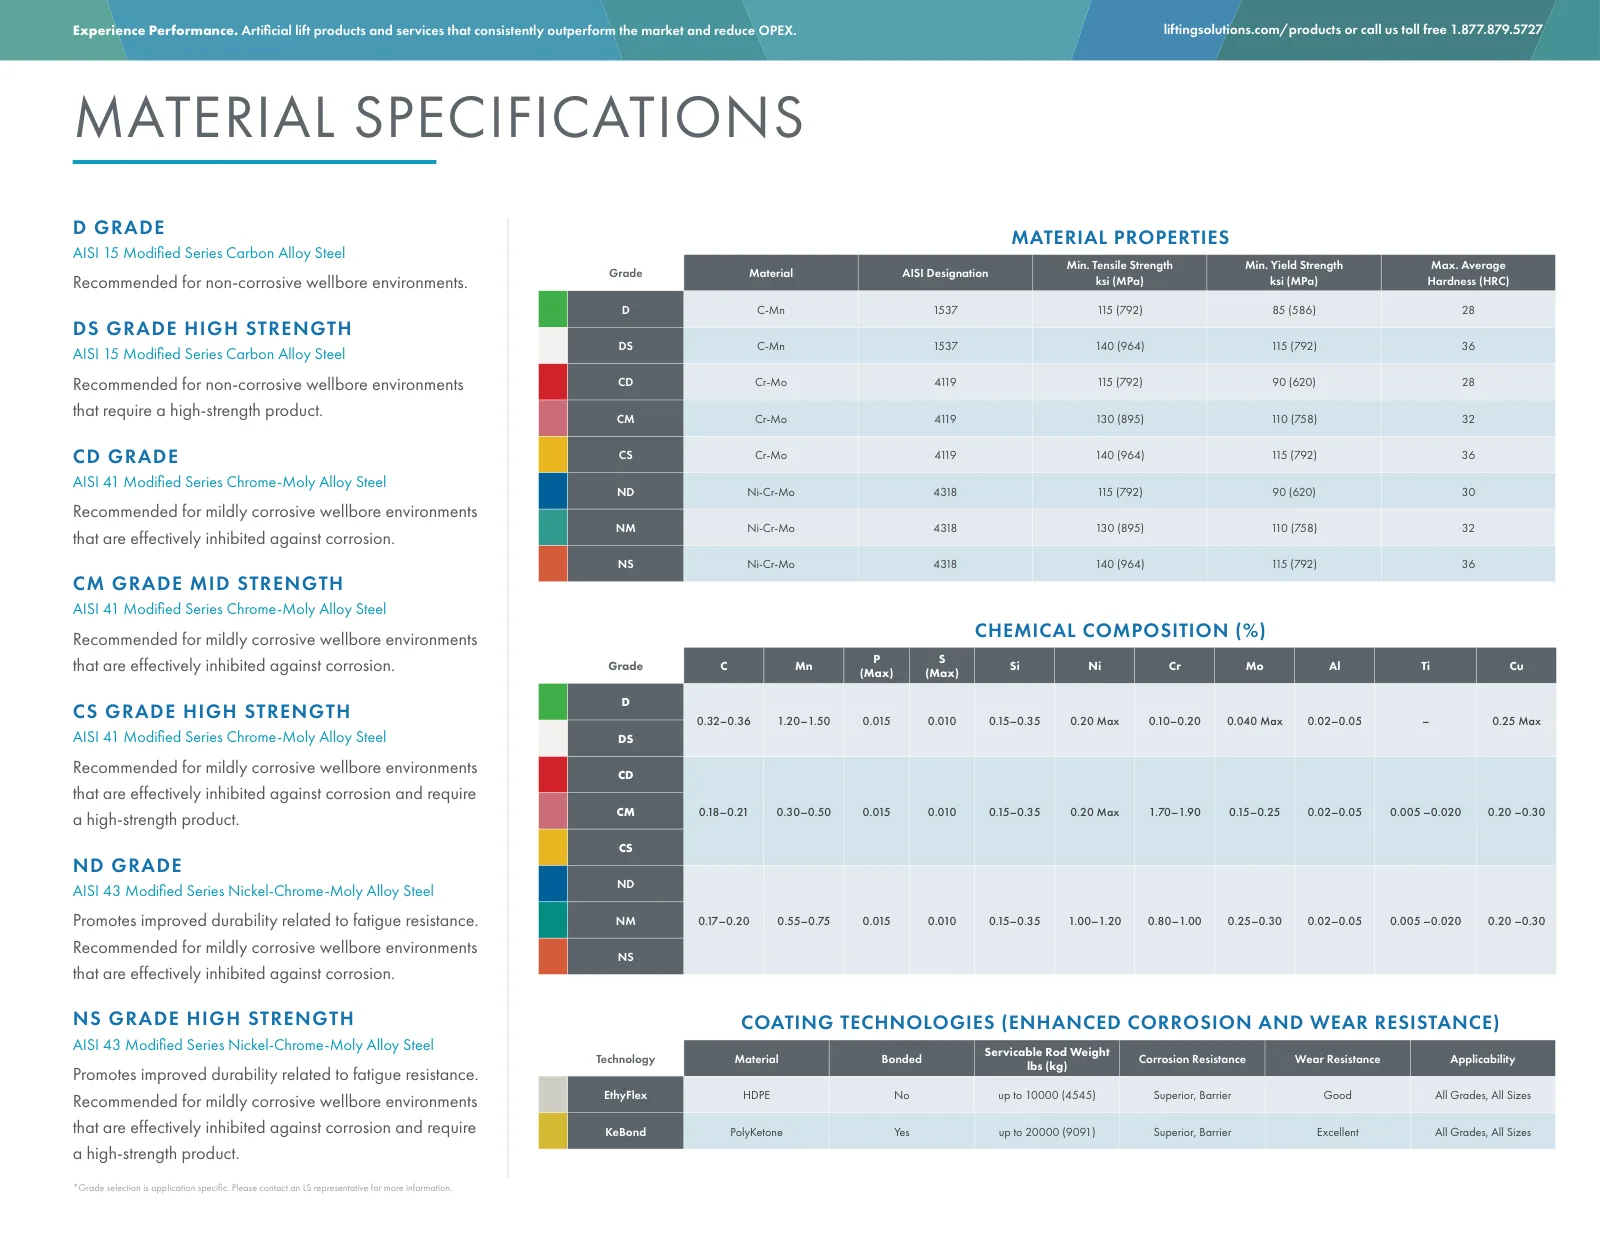 Experience Performance. Artificial lift products and services that consistently outperform the market and reduce OPEX.
liftingsolutions.com/products or call us toll free 1.877.879.5727
MATERIAL SPECIFICATIONS
D GRADE
AISI 15 Modified Series Carbon Alloy Steel
Recommended for non-corrosive wellbore environments.
DS GRADE HIGH STRENGTH
AISI 15 Modified Series Carbon Alloy Steel
Recommended for non-corrosive wellbore environments
that require a high-strength product.
CD GRADE
AISI 41 Modified Series Chrome-Moly Alloy Steel
Recommended for mildly corrosive wellbore environments
that are effectively inhibited against corrosion.
CM GRADE MID STRENGTH
AISI 41 Modified Series Chrome-Moly Alloy Steel
Recommended for mildly corrosive wellbore environments
that are effectively inhibited against corrosion.
CS GRADE HIGH STRENGTH
AISI 41 Modified Series Chrome-Moly Alloy Steel
Recommended for mildly corrosive wellbore environments
that are effectively inhibited against corrosion and require
a high-strength product.
ND GRADE
AISI 43 Modified Series Nickel-Chrome-Moly Alloy Steel
Promotes improved durability related to fatigue resistance.
Recommended for mildly corrosive wellbore environments
that are effectively inhibited against corrosion.
NS GRADE HIGH STRENGTH
AISI 43 Modified Series Nickel-Chrome-Moly Alloy Steel
Promotes improved durability related to fatigue resistance.
Recommended for mildly corrosive wellbore environments
that are effectively inhibited against corrosion and require
a high-strength product.
*Grade selection is application specific. Please contact an LS representative for more information.
MATERIAL PROPERTIES
Grade Material AISI Designation Min. Tensile Strength ksi (MPa) Min. Yield Strength ksi (MPa) Max. Average Hardness (HRC)
D C-Mn 1537 115 (792) 85 (586) 28
DS C-Mn 1537 140 (964) 115 (792) 36
CD Cr-Mo 4119 115 (792) 90 (620) 28
CM Cr-Mo 4119 130 (895) 110 (758) 32
CS Cr-Mo 4119 140 (964) 115 (792) 36
ND Ni-Cr-Mo 4318 115 (792) 90 (620) 30
NM Ni-Cr-Mo 4318 130 (895) 110 (758) 32
NS Ni-Cr-Mo 4318 140 (964) 115 (792) 36
CHEMICAL COMPOSITION (%)
Grade C Mn P (Max) S (Max) Si Ni Cr Mo Al Ti Cu
D
0.32–0.36 1.20–1.50 0.015 0.010 0.15–0.35 0.20 Max 0.10–0.20 0.040 Max 0.02–0.05 – 0.25 Max
DS
CD
CM 0.18–0.21 0.30–0.50 0.015 0.010 0.15–0.35 0.20 Max 1.70–1.90 0.15–0.25 0.02–0.05 0.005 –0.020 0.20 –0.30
CS
ND
NM 0.17–0.20 0.55–0.75 0.015 0.010 0.15–0.35 1.00–1.20 0.80–1.00 0.25–0.30 0.02–0.05 0.005 –0.020 0.20 –0.30
NS
COATING TECHNOLOGIES (ENHANCED CORROSION AND WEAR RESISTANCE)
Technology Material Bonded Servicable Rod Weight lbs (kg) Corrosion Resistance Wear Resistance Applicability
EthyFlex HDPE No up to 10000 (4545) Superior, Barrier Good All Grades, All Sizes
KeBond PolyKetone Yes up to 20000 (9091) Superior, Barrier Excellent All Grades, All Sizes